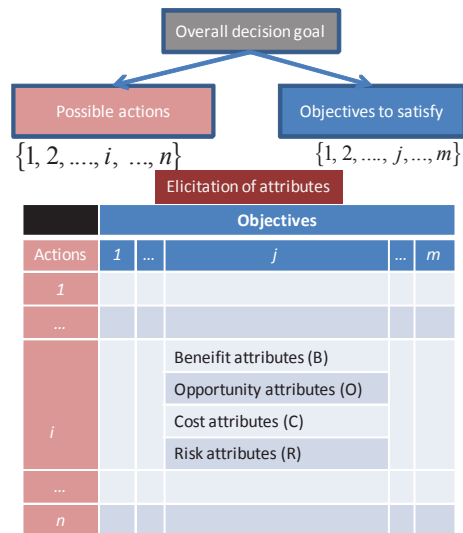 Overall decision goal
Possible actions
Objectives to satisfy
{1, 2, ...., i, ..., n}
{1, 2, ...., j, ..., m}
Elicitation of attributes
Objectives
Actions 1 ... j ... m
1
...
Beneifit attributes (B)
Opportunity attributes (O)
Cost attributes (C)
i
Risk attributes (R)
...
n